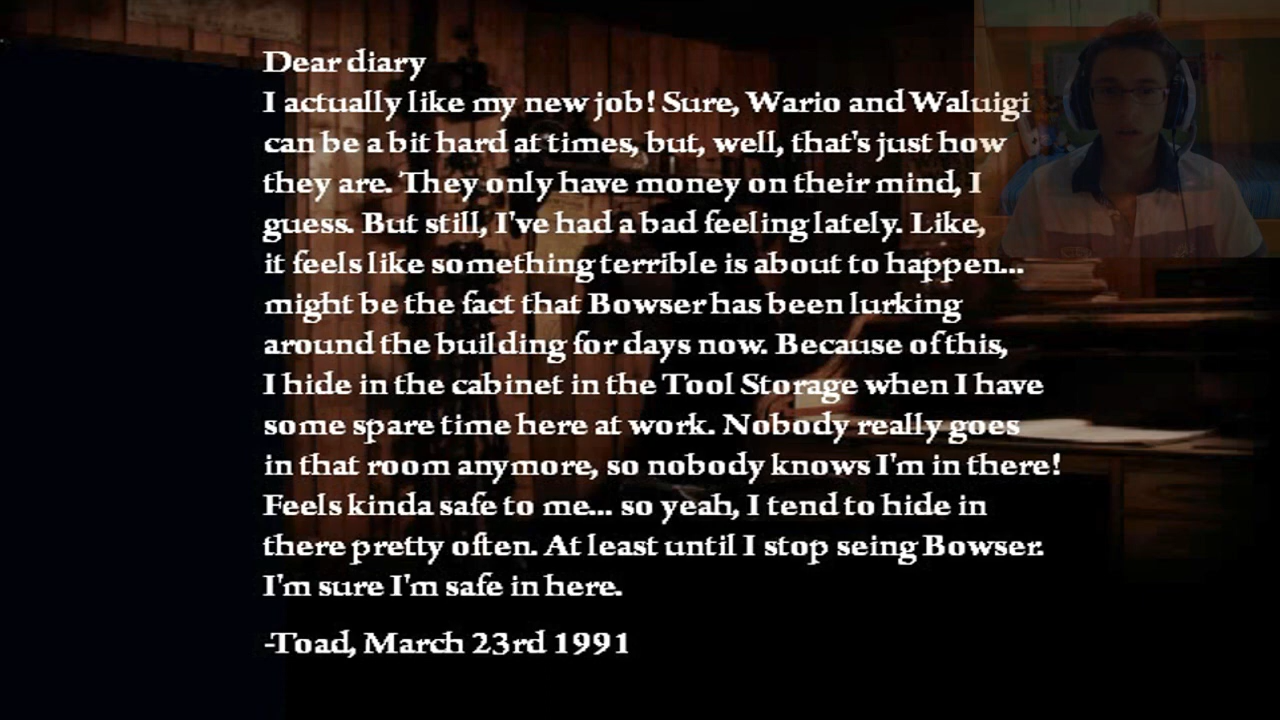 Dear diary
I actually like my new job! Sure, Wario and Waluigi
can be a bit hard at times, but, well, that's just how
they are. They only have money on their mind, I
guess. But still, I've had a bad feeling lately. Like,
it feels like something terrible is about to happen...
might be the fact that Bowser has been lurking
around the building for days now. Because of this,
I hide in the cabinet in the Tool Storage when I have
some spare time here at work. Nobody really goes
in that room anymore, so nobody knows I'm in there!
Feels kinda safe to me... so yeah, I tend to hide in
there pretty often. At least until I stop seing Bowser.
I'm sure I'm safe in here.
-Toad, March 23rd 1991